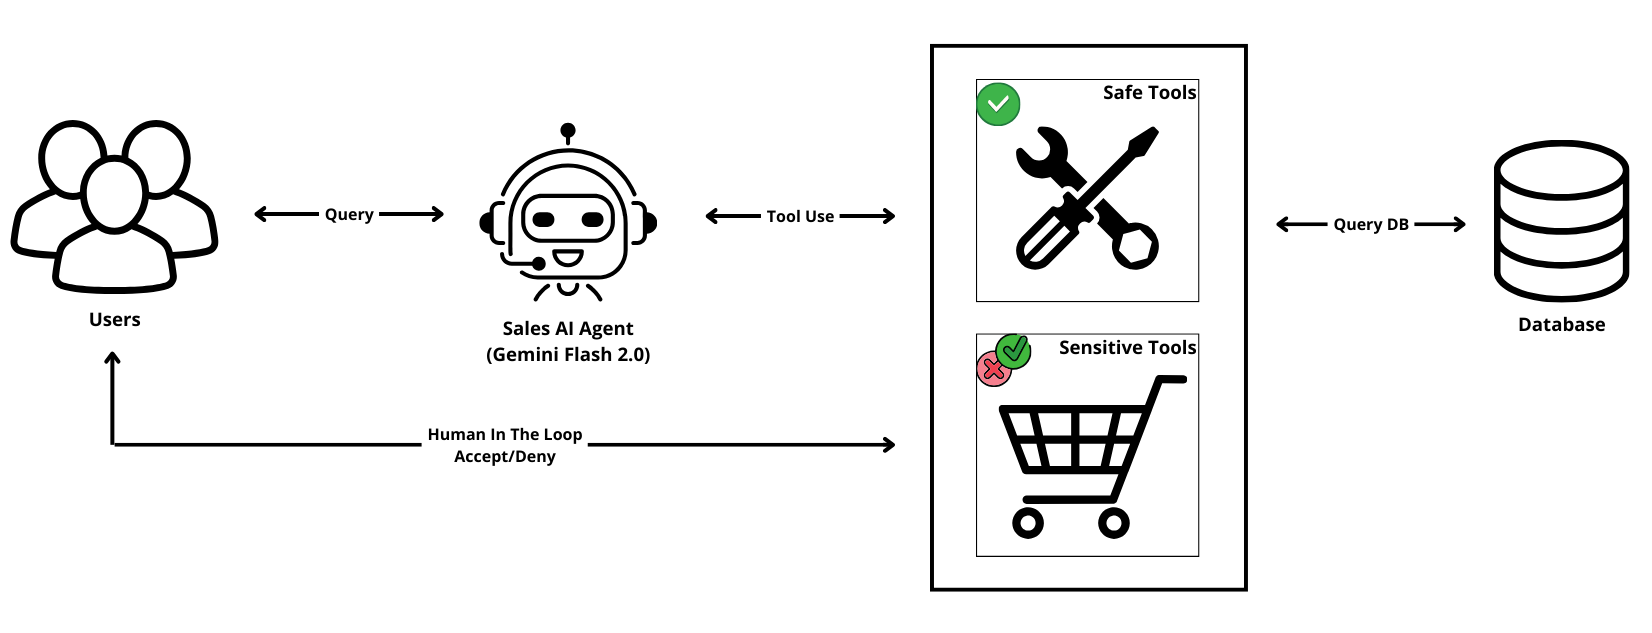 Users
Query
Sales AI Agent
(Gemini Flash 2.0)
Tool Use
Safe Tools
Sensitive Tools
Query DB
Database
Human In The Loop
Accept/Deny